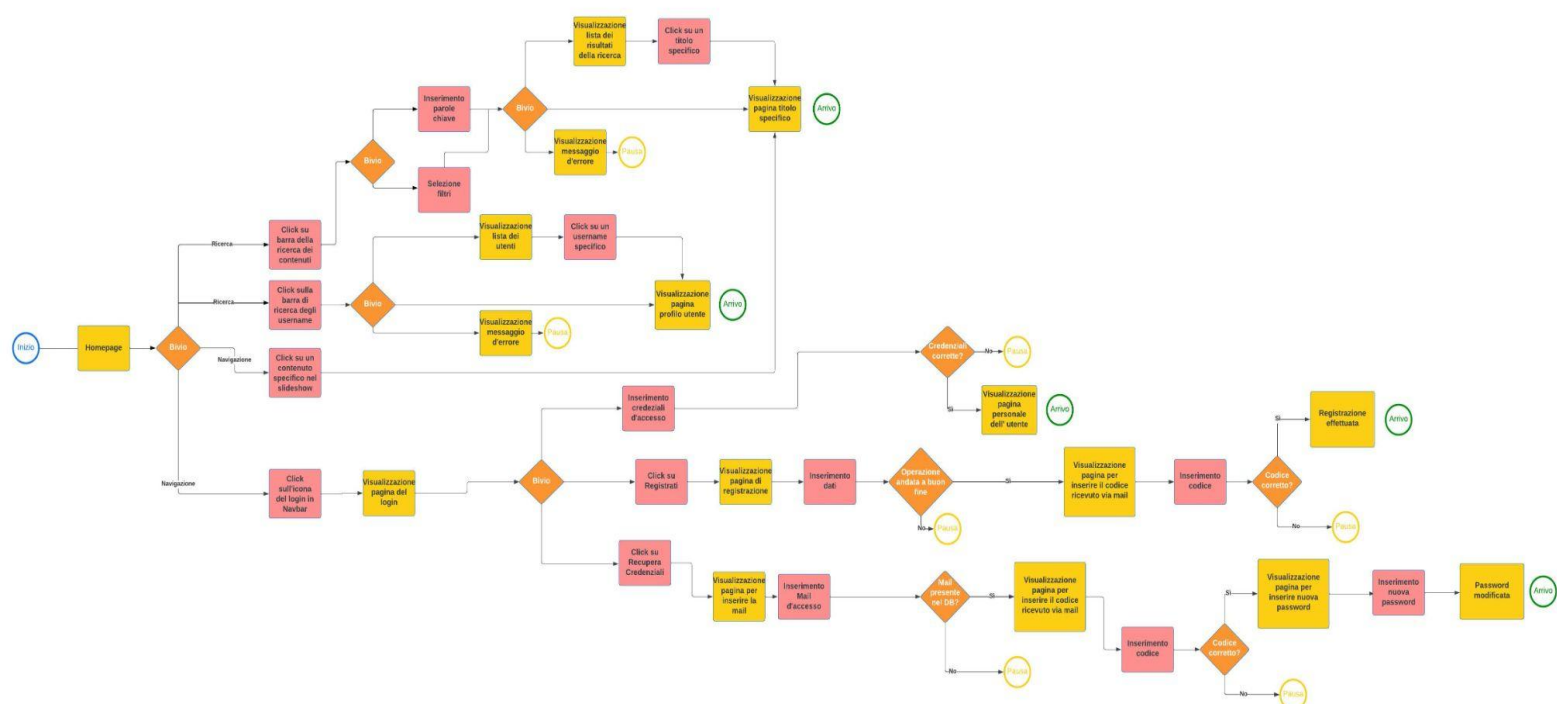 Inizio
Homepage
Bivio
Ricerca
Click su
barra della
ricerca dei
contenuti
Bivio
Inserimento
parole
chiave
Selezione
filtri
Bivio
Visualizzazione
lista dei
risultati
della ricerca
Click su un
titolo
specifico
Visualizzazione
pagina titolo
specifico
Arrivo
Visualizzazione
messaggio
d'errore
Pausa
Ricerca
Click sulla
barra di
ricerca degli
username
Bivio
Visualizzazione
lista dei
utenti
Click su un
username
specifico
Visualizzazione
pagina
profilo utente
Arrivo
Visualizzazione
messaggio
d'errore
Pausa
Navigazione
Click su un
contenuto
specifico nel
slideshow
Navigazione
Click
sull'icona
del login in
Navbar
Visualizzazione
pagina del
login
Bivio
Inserimento
credeziali
d'accesso
Credenziali
corrette?
No
Pausa
Sì
Visualizzazione
pagina
personale
dell' utente
Arrivo
Click su
Registrati
Visualizzazione
pagina di
registrazione
Inserimento
dati
Operazione
andata a buon
fine
No
Pausa
Sì
Visualizzazione
pagina per
inserire il codice
ricevuto via mail
Inserimento
codice
Codice
corretto?
Sì
Registrazione
effettuata
Arrivo
No
Pausa
Click su
Recupera
Credenziali
Visualizzazione
pagina per
inserire la
mail
Inserimento
Mail
d'accesso
Mail
presente
nel DB?
No
Pausa
Sì
Visualizzazione
pagina per
inserire il codice
ricevuto via mail
Inserimento
codice
Codice
corretto?
No
Pausa
Sì
Visualizzazione
pagina per
inserire nuova
password
Inserimento
nuova
password
Password
modificata
Arrivo